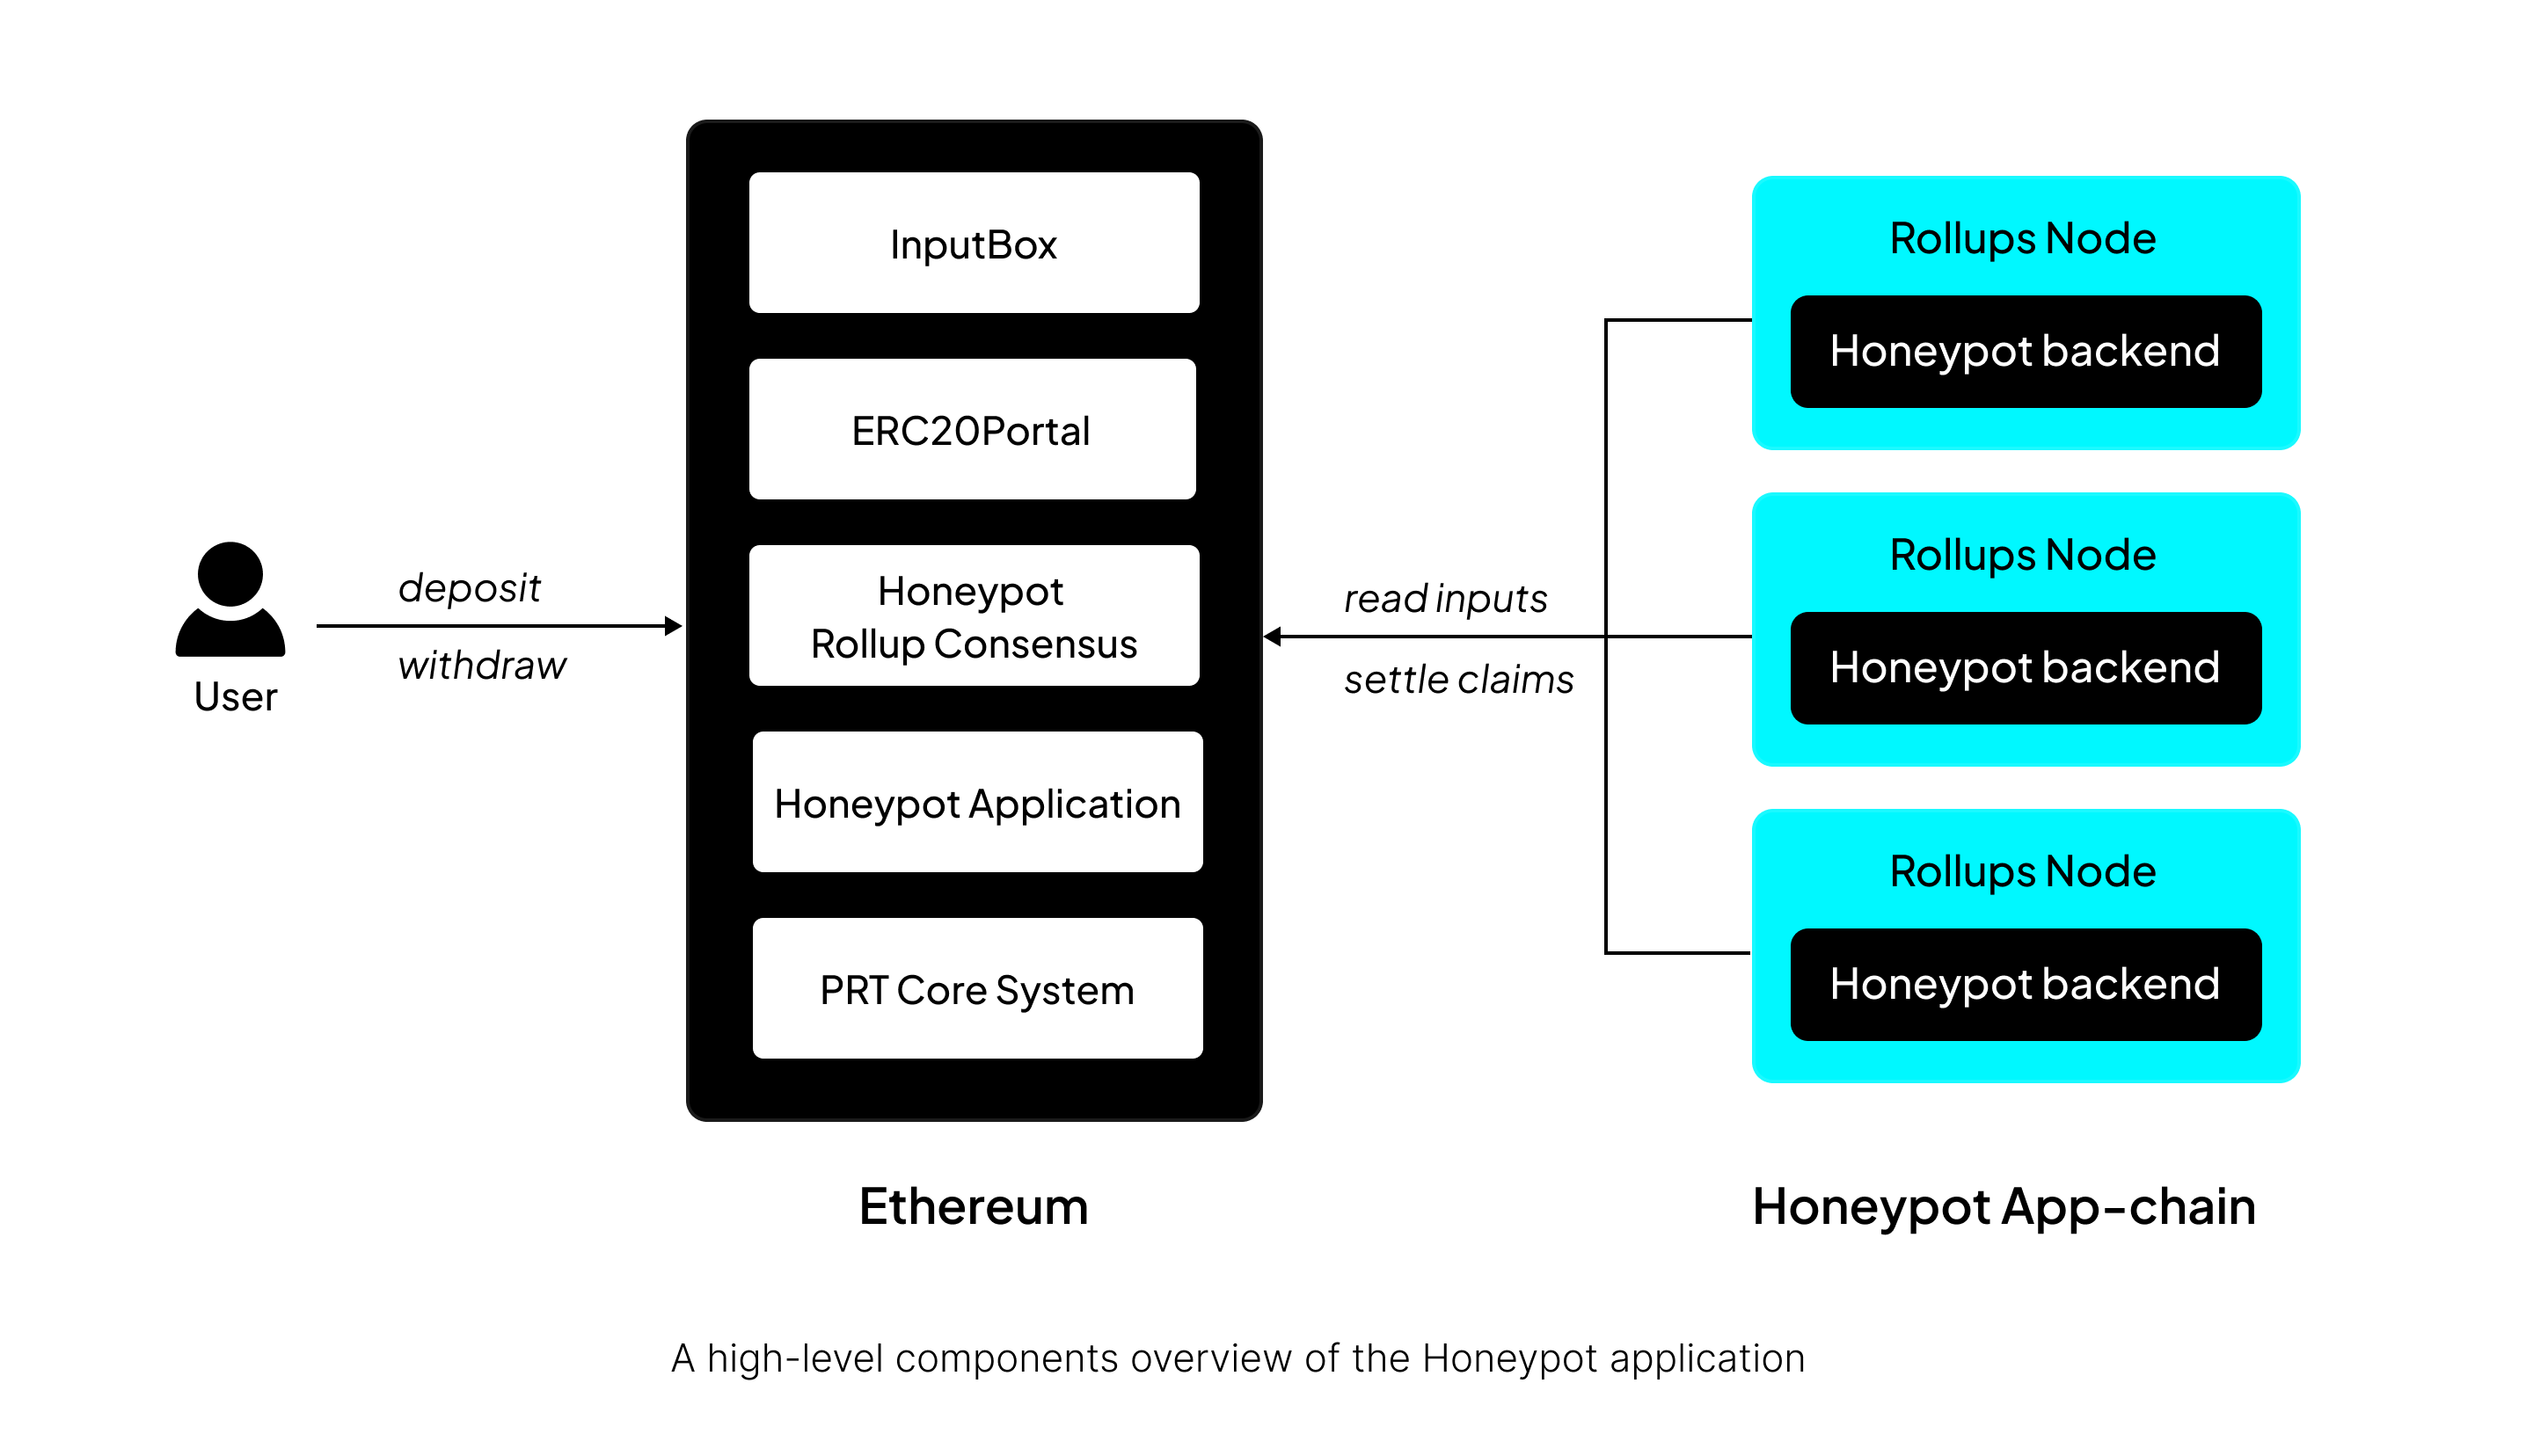 InputBox
ERC20Portal
Honeypot
Rollup Consensus
Honeypot Application
PRT Core System
deposit
withdraw
User
read inputs
settle claims
Rollups Node
Honeypot backend
Rollups Node
Honeypot backend
Rollups Node
Honeypot backend
Ethereum
Honeypot App-chain
A high-level components overview of the Honeypot application